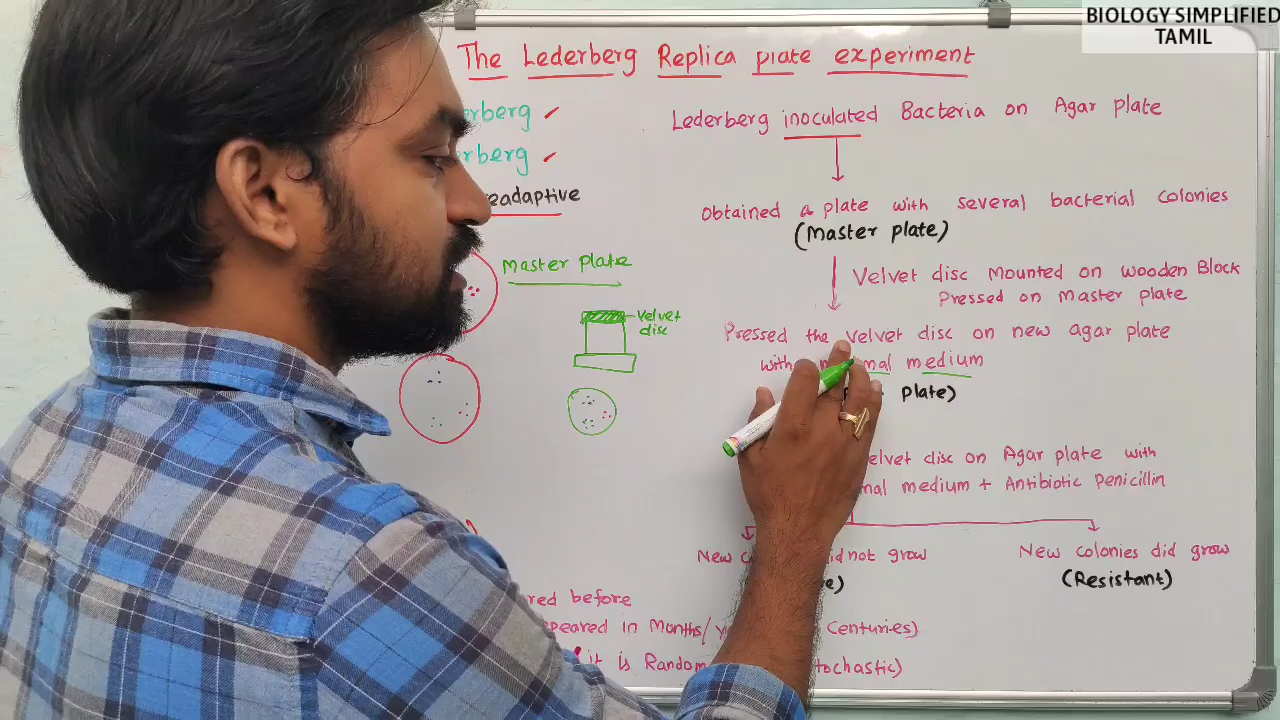 BIOLOGY SIMPLIFIED
TAMIL
The Lederberg Replica plate experiment
erberg ✓
rberg ✓
eadaptive
Master plate
Velvet
disc
Lederberg inoculated Bacteria on Agar plate
Obtained a plate with several bacterial colonies
(Master plate)
Velvet disc Mounted on wooden Block
Pressed on Master plate
Pressed the velvet disc on new agar plate
with mal medium
plate)
elvet disc on Agar plate with
nal medium + Antibiotic Penicillin
New c did not grow
New colonies did grow
e)
(Resistant)
red before
peared in Months/y Centuries)
it is Random tochastic)